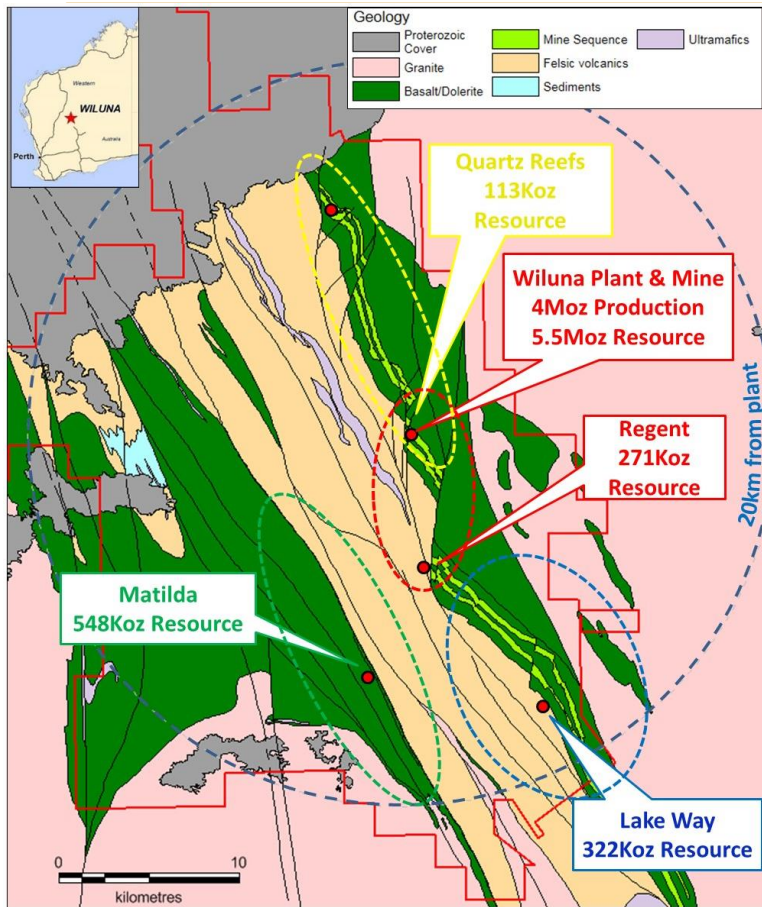 Geology
Proterozoic
Cover
Granite
Basalt/Dolerite
Mine Sequence
Felsic volcanics
Sediments
Ultramafics
Western
WILUNA
Australia
Perth
Quartz Reefs
113Koz
Resource
Wiluna Plant & Mine
4Moz Production
5.5Moz Resource
20km from plant
Regent
271Koz
Resource
Matilda
548Koz Resource
Lake Way
322Koz Resource
0 10
kilometres